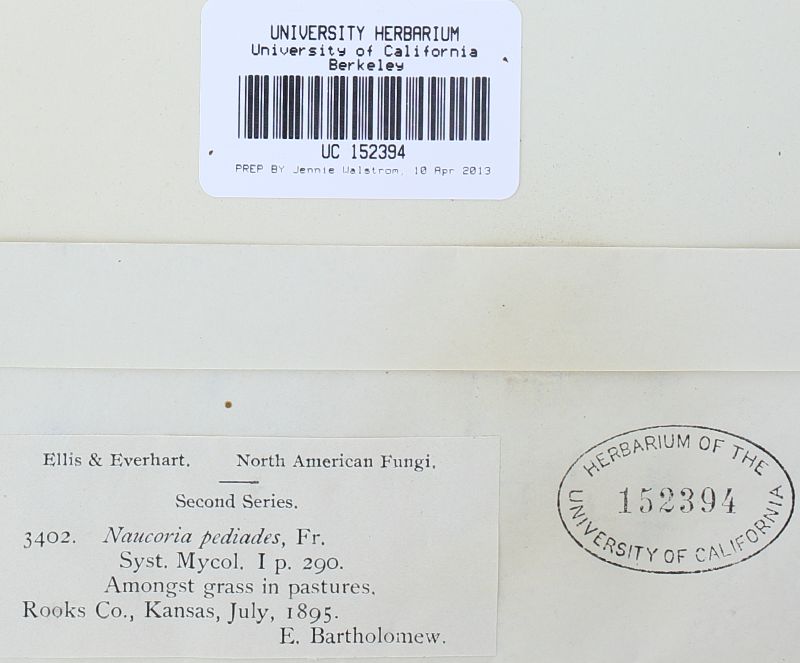 UNIVERSITY HERBARIUM
University of California
Berkeley
UC 152394
PREP BY Jennie Walstrom, 10 Apr 2013
Ellis & Everhart. North American Fungi.
Second Series.
3402. Naucoria pediades, Fr.
Syst. Mycol. I p. 290.
Amongst grass in pastures.
Rooks Co., Kansas, July, 1895.
E. Bartholomew.
HERBARIUM OF THE
152394
UNIVERSITY OF CALIFORNIA